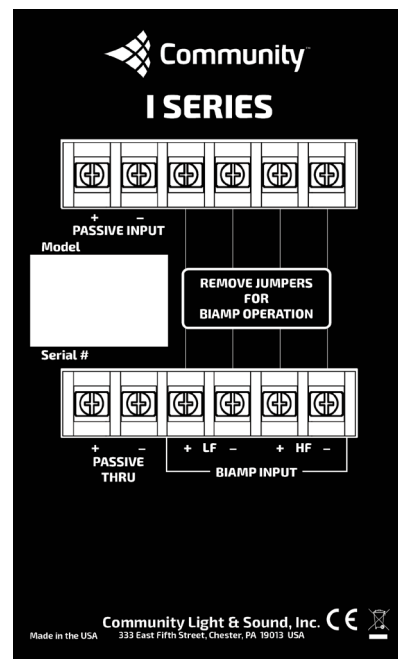 Community™
I SERIES
+ −
PASSIVE INPUT
Model
REMOVE JUMPERS
FOR
BIAMP OPERATION
Serial #
+ − + LF − + HF −
PASSIVE
THRU
BIAMP INPUT
Community Light & Sound, Inc. CE
Made in the USA 333 East Fifth Street, Chester, PA 19013 USA